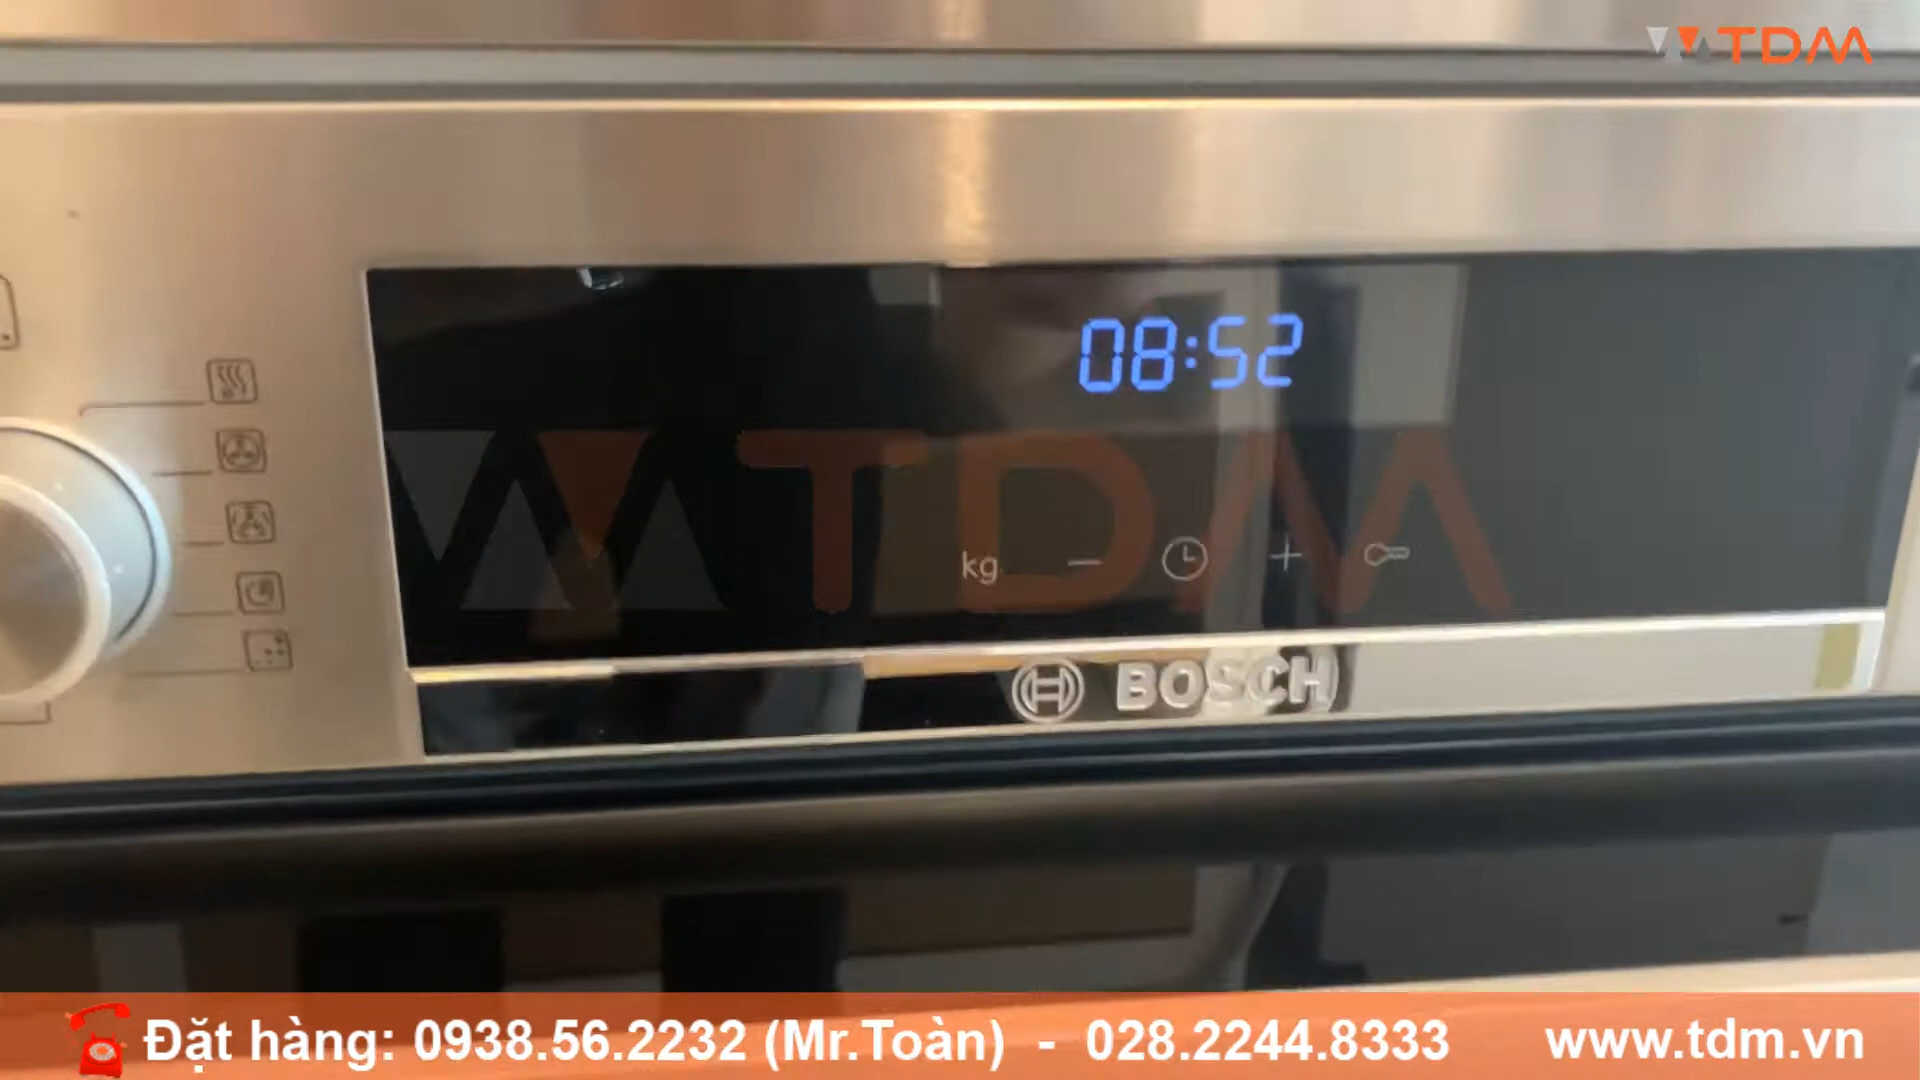 TDM
08:52
TDM
kg
BOSCH
Đặt hàng: 0938.56.2232 (Mr.Toàn) - 028.2244.8333 www.tdm.vn